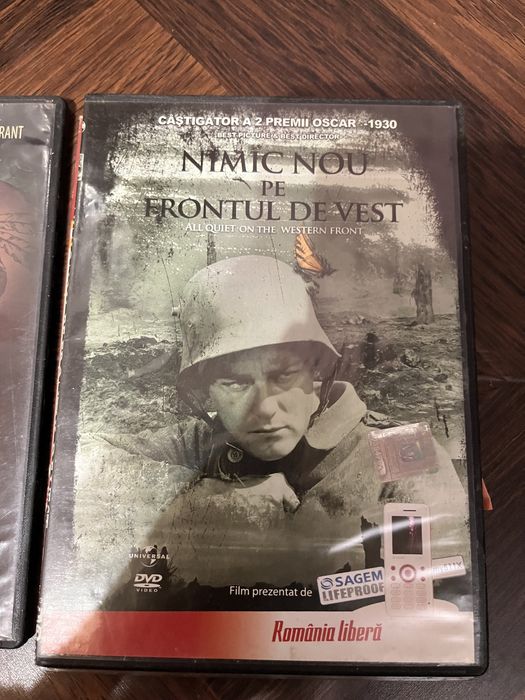 RANT
CÂȘTIGĂTOR A 2 PREMII OSCAR - 1930
BEST PICTURE & BEST DIRECTOR
NIMIC NOU
PE
FRONTUL DE VEST
ALL QUIET ON THE WESTERN FRONT
UNIVERSAL
DVD
VIDEO
Film prezentat de
SAGEM
LIFEPROOF
România liberă